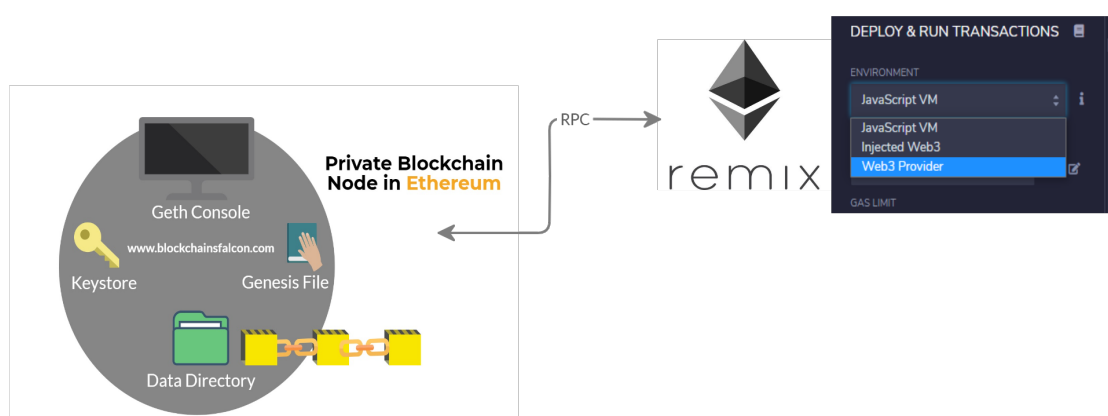 Private Blockchain
Node in Ethereum
Geth Console
www.blockchainsfalcon.com
Keystore
Genesis File
Data Directory
RPC
remix
DEPLOY & RUN TRANSACTIONS
ENVIRONMENT
JavaScript VM
i
JavaScript VM
Injected Web3
Web3 Provider
GAS LIMIT